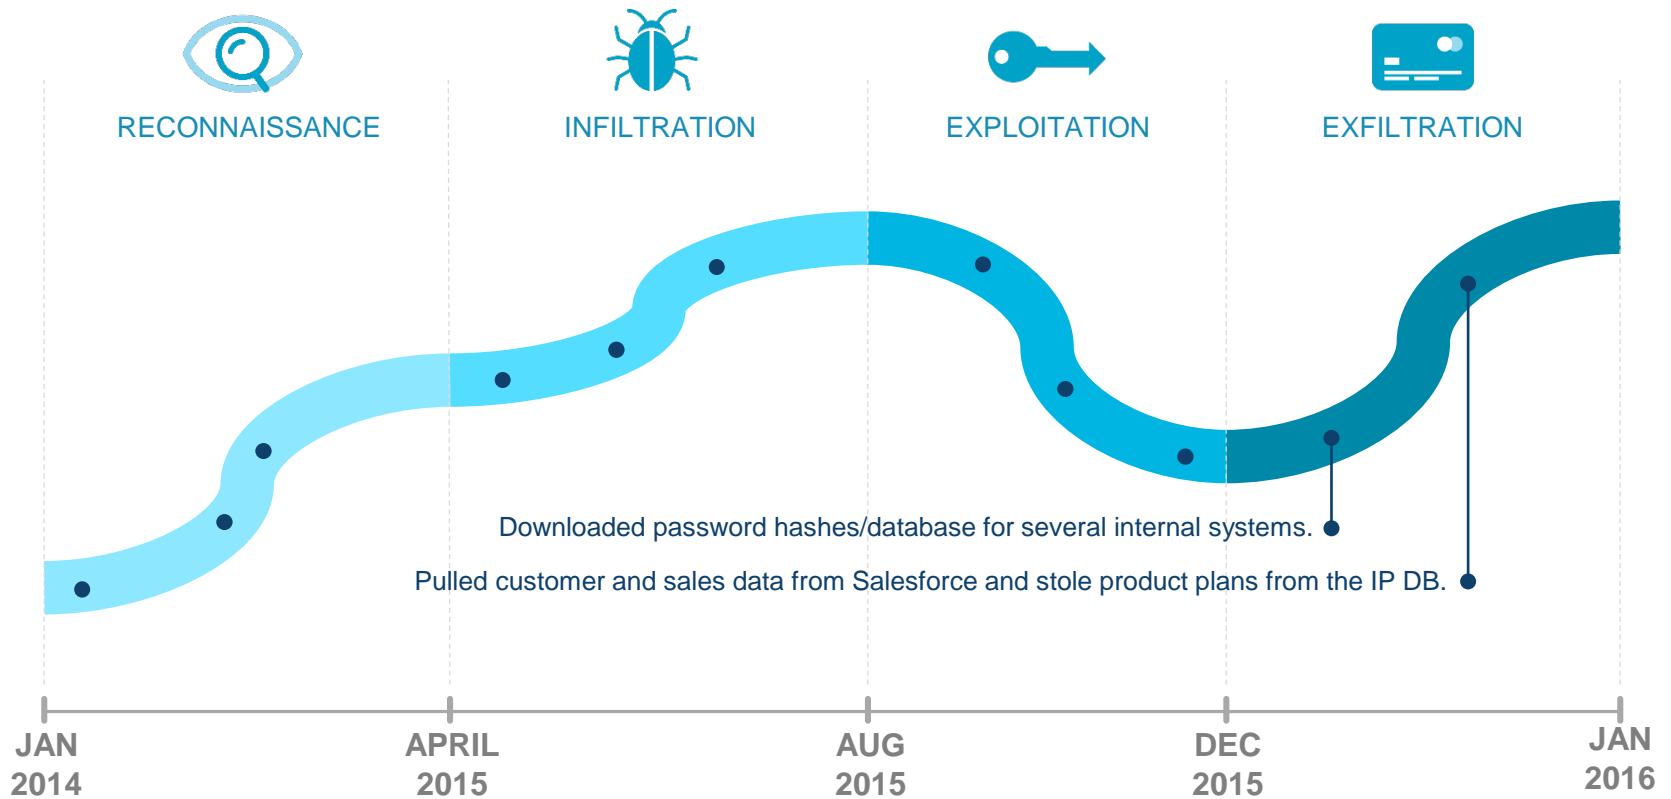 RECONNAISSANCE
INFILTRATION
EXPLOITATION
EXFILTRATION
Downloaded password hashes/database for several internal systems.
Pulled customer and sales data from Salesforce and stole product plans from the IP DB.
JAN
2014
APRIL
2015
AUG
2015
DEC
2015
JAN
2016